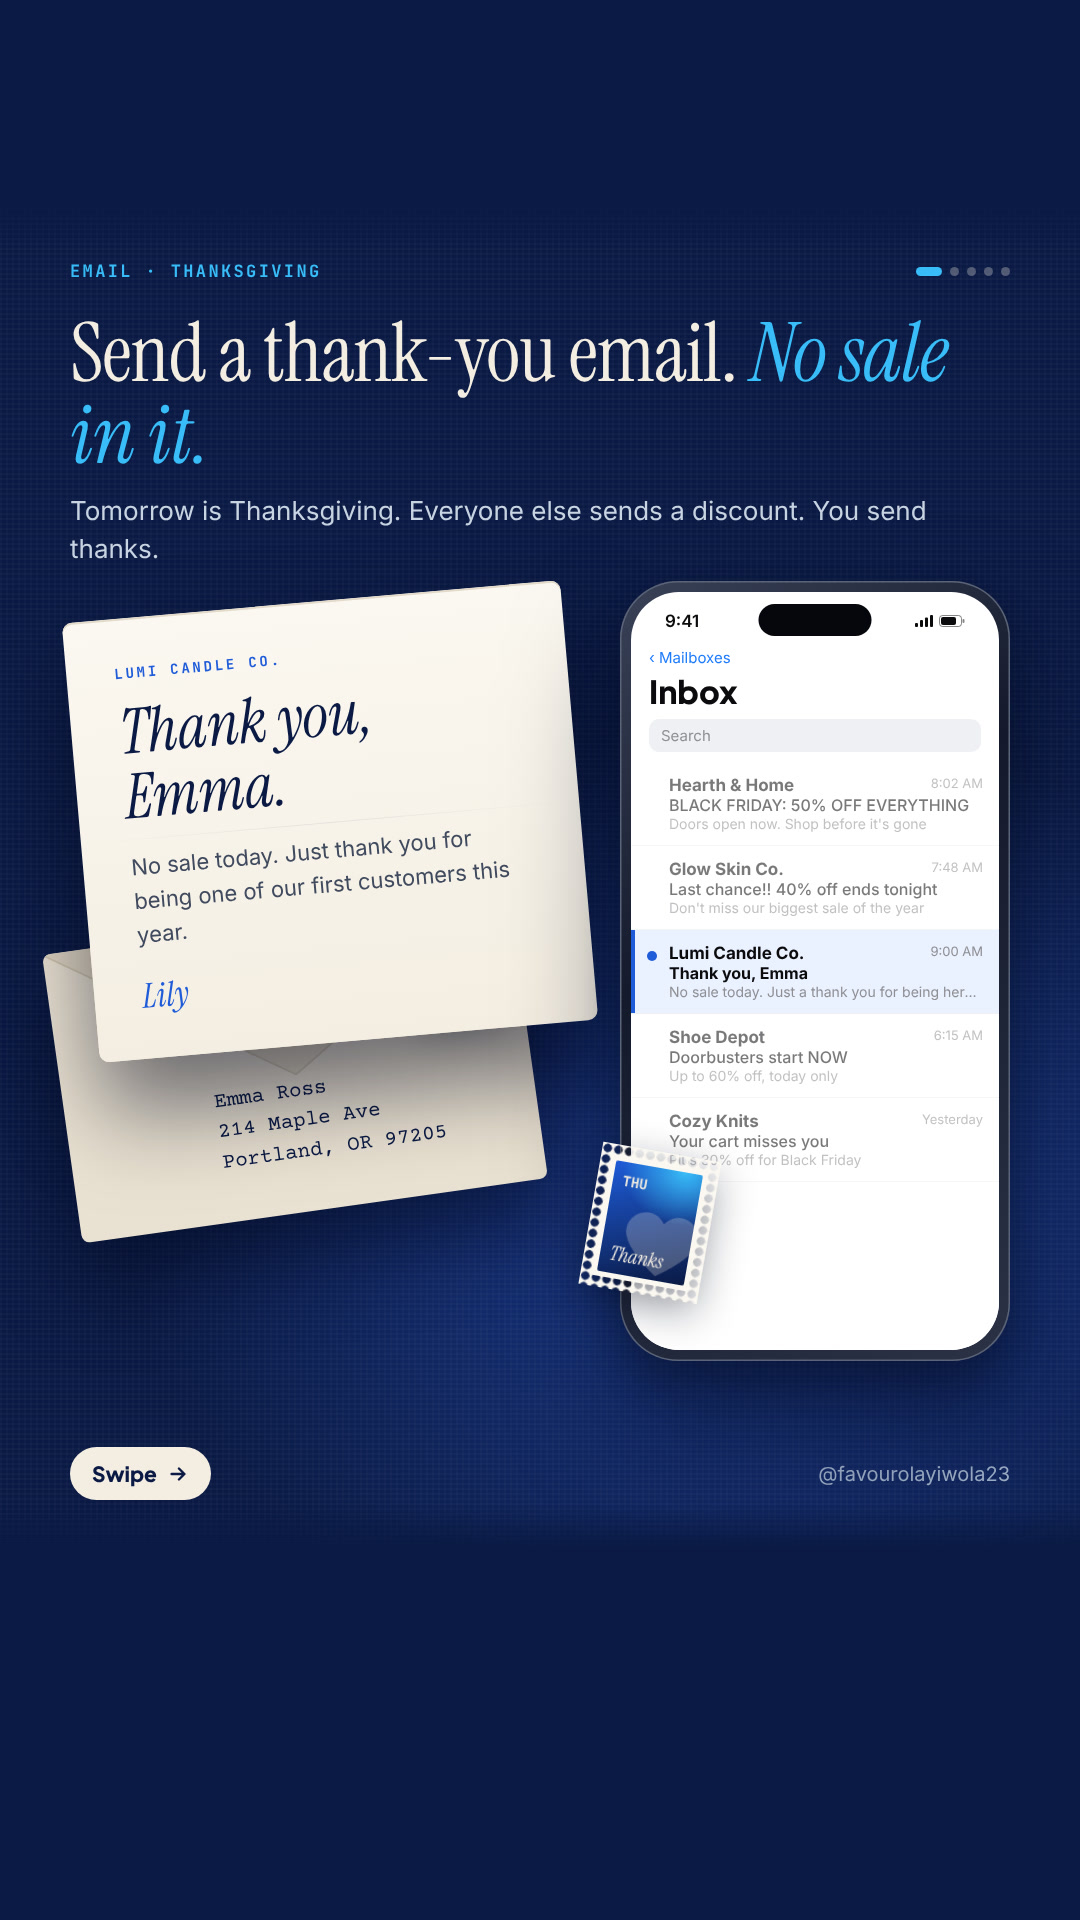 EMAIL · THANKSGIVING
Send a thank-you email. No sale
in it.
Tomorrow is Thanksgiving. Everyone else sends a discount. You send
thanks.
LUMI CANDLE CO.
Thank you,
Emma.
No sale today. Just thank you for
being one of our first customers this
year.
Lily
Emma Ross
214 Maple Ave
Portland, OR 97205
9:41
‹ Mailboxes
Inbox
Search
Hearth & Home 8:02 AM
BLACK FRIDAY: 50% OFF EVERYTHING
Doors open now. Shop before it's gone
Glow Skin Co. 7:48 AM
Last chance!! 40% off ends tonight
Don't miss our biggest sale of the year
Lumi Candle Co. 9:00 AM
Thank you, Emma
No sale today. Just a thank you for being her...
Shoe Depot 6:15 AM
Doorbusters start NOW
Up to 60% off, today only
Cozy Knits Yesterday
Your cart misses you
% off for Black Friday
THU
Thanks
Swipe →
@favourolayiwola23